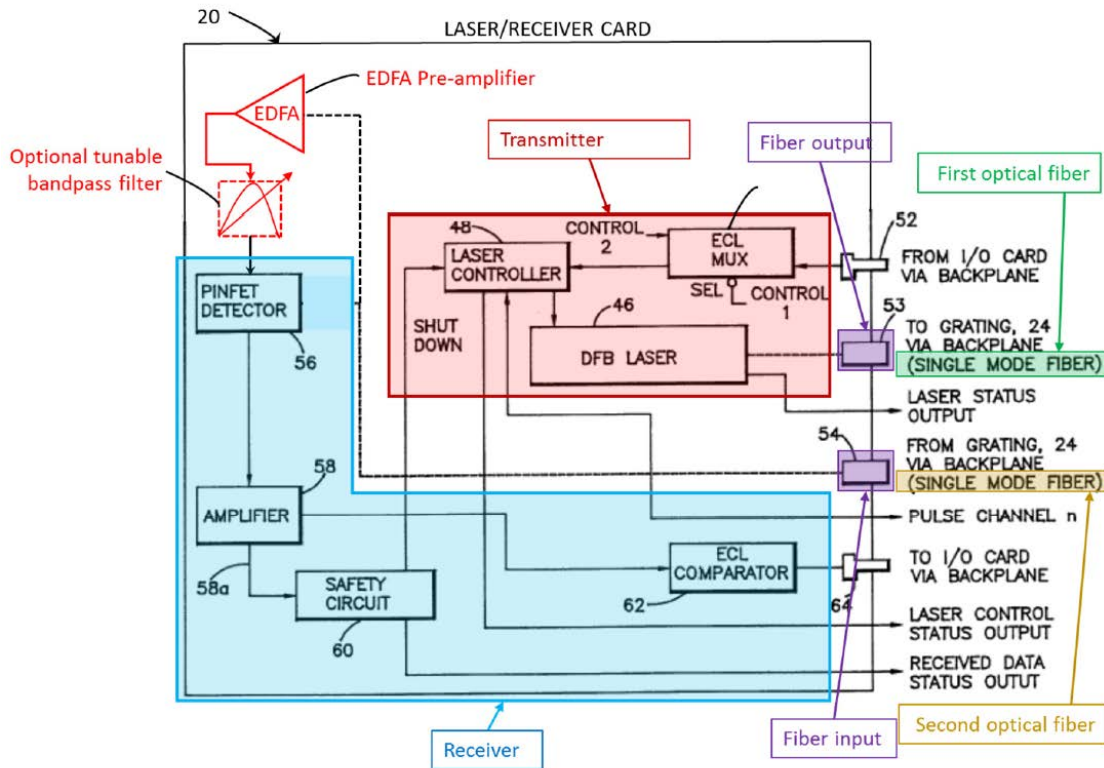 20
LASER/RECEIVER CARD
EDFA Pre-amplifier
EDFA
Optional tunable
bandpass filter
Transmitter
Fiber output
First optical fiber
48
LASER
CONTROLLER
CONTROL
2
ECL
MUX
SEL
CONTROL
1
52
FROM I/O CARD
VIA BACKPLANE
PINFET
DETECTOR
56
SHUT
DOWN
46
DFB LASER
53
TO GRATING, 24
VIA BACKPLANE
(SINGLE MODE FIBER)
LASER STATUS
OUTPUT
54
FROM GRATING, 24
VIA BACKPLANE
(SINGLE MODE FIBER)
58
AMPLIFIER
58a
PULSE CHANNEL n
ECL
COMPARATOR
62
64
TO I/O CARD
VIA BACKPLANE
SAFETY
CIRCUIT
60
LASER CONTROL
STATUS OUTPUT
RECEIVED DATA
STATUS OUTUT
Receiver
Fiber input
Second optical fiber